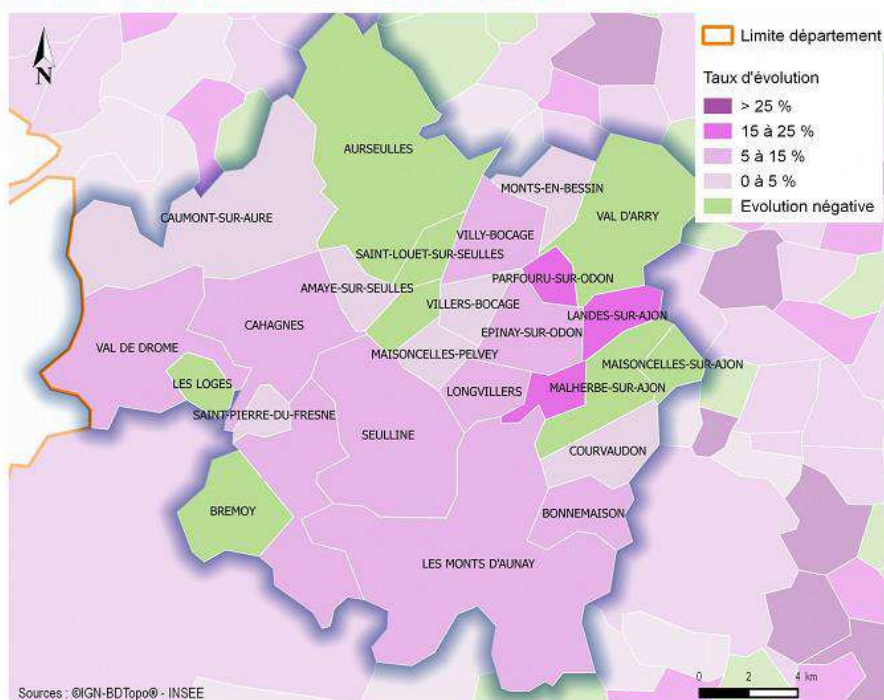 N
Limite département
Taux d'évolution
> 25 %
15 à 25 %
5 à 15 %
0 à 5 %
Evolution négative
AURSEULLES
MONTS-EN-BESSIN
CAUMONT-SUR-AURE
VAL D'ARRY
VILLY-BOCAGE
SAINT-LOUET-SUR-SEULLES
PARFOURU-SUR-ODON
AMAYE-SUR-SEULLES
VILLERS-BOCAGE
LANDES-SUR-AJON
CAHAGNES
EPINAY-SUR-ODON
VAL DE DROME
MAISONCELLES-PELVEY
MAISONCELLES-SUR-AJON
LES LOGES
LONGVILLERS
MALHERBE-SUR-AJON
SAINT-PIERRE-DU-FRESNE
SEULLINE
COURVAUDON
BREMOY
BONNEMAISON
LES MONTS D'AUNAY
Sources : ©IGN-BDTopo® - INSEE
0 2 4 km